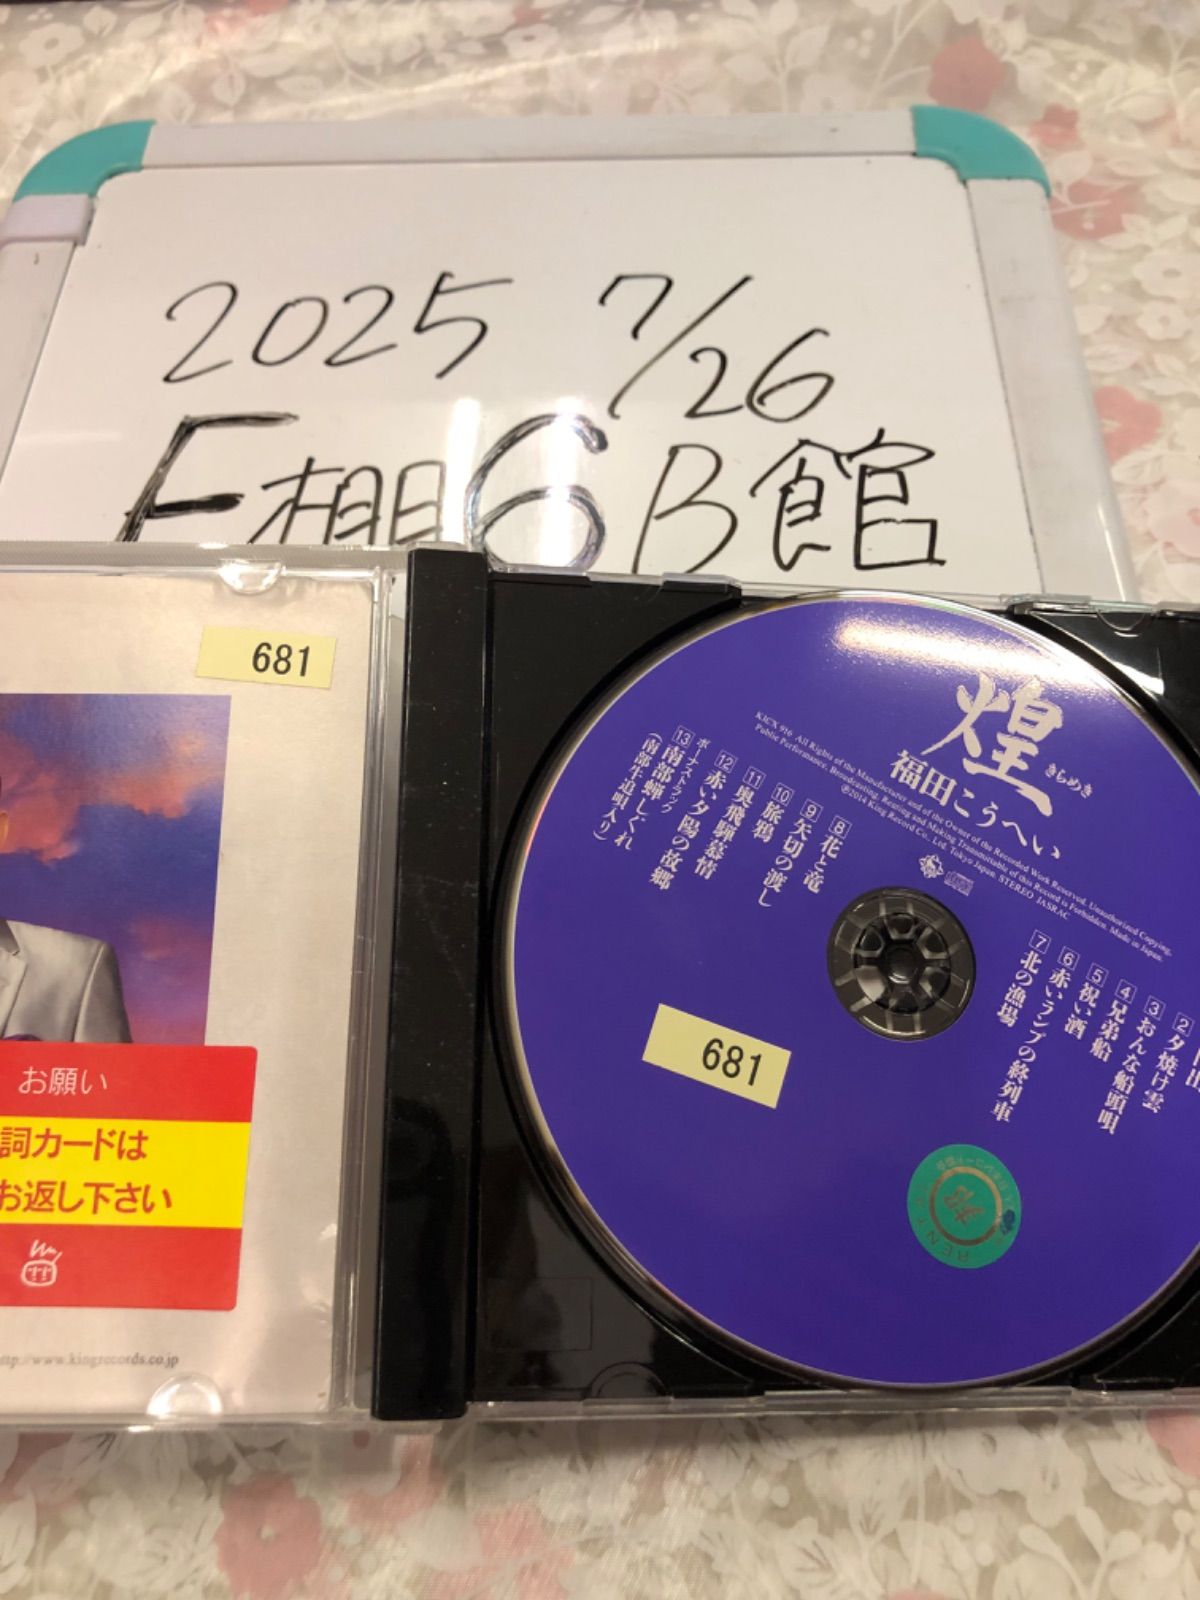 2025 7/26
F棚6 B館
681
お願い
詞カードは
お返し下さい
http://www.kingrecords.co.jp
煌
きらめき
福田こうへい
KICX 916 All Rights of the Manufacturer and of the Owner of the Recorded Work Reserved. Unauthorized Copying,
Public Performance, Broadcasting, Renting and Making Transmittable of this Record is Forbidden. Made in Japan.
℗2014 King Record Co., Ltd. Tokyo Japan. STEREO JASRAC
2 夕焼け雲
3 おんな船頭唄
4 兄弟船
5 祝い酒
6 赤いランプの終列車
7 北の漁場
8 花と竜
9 矢切の渡し
10 旅鴉
11 奥飛騨慕情
12 赤い夕陽の故郷
ボーナストラック
13 南部蝉しぐれ
(南部牛追唄入り)
681
RENTAL